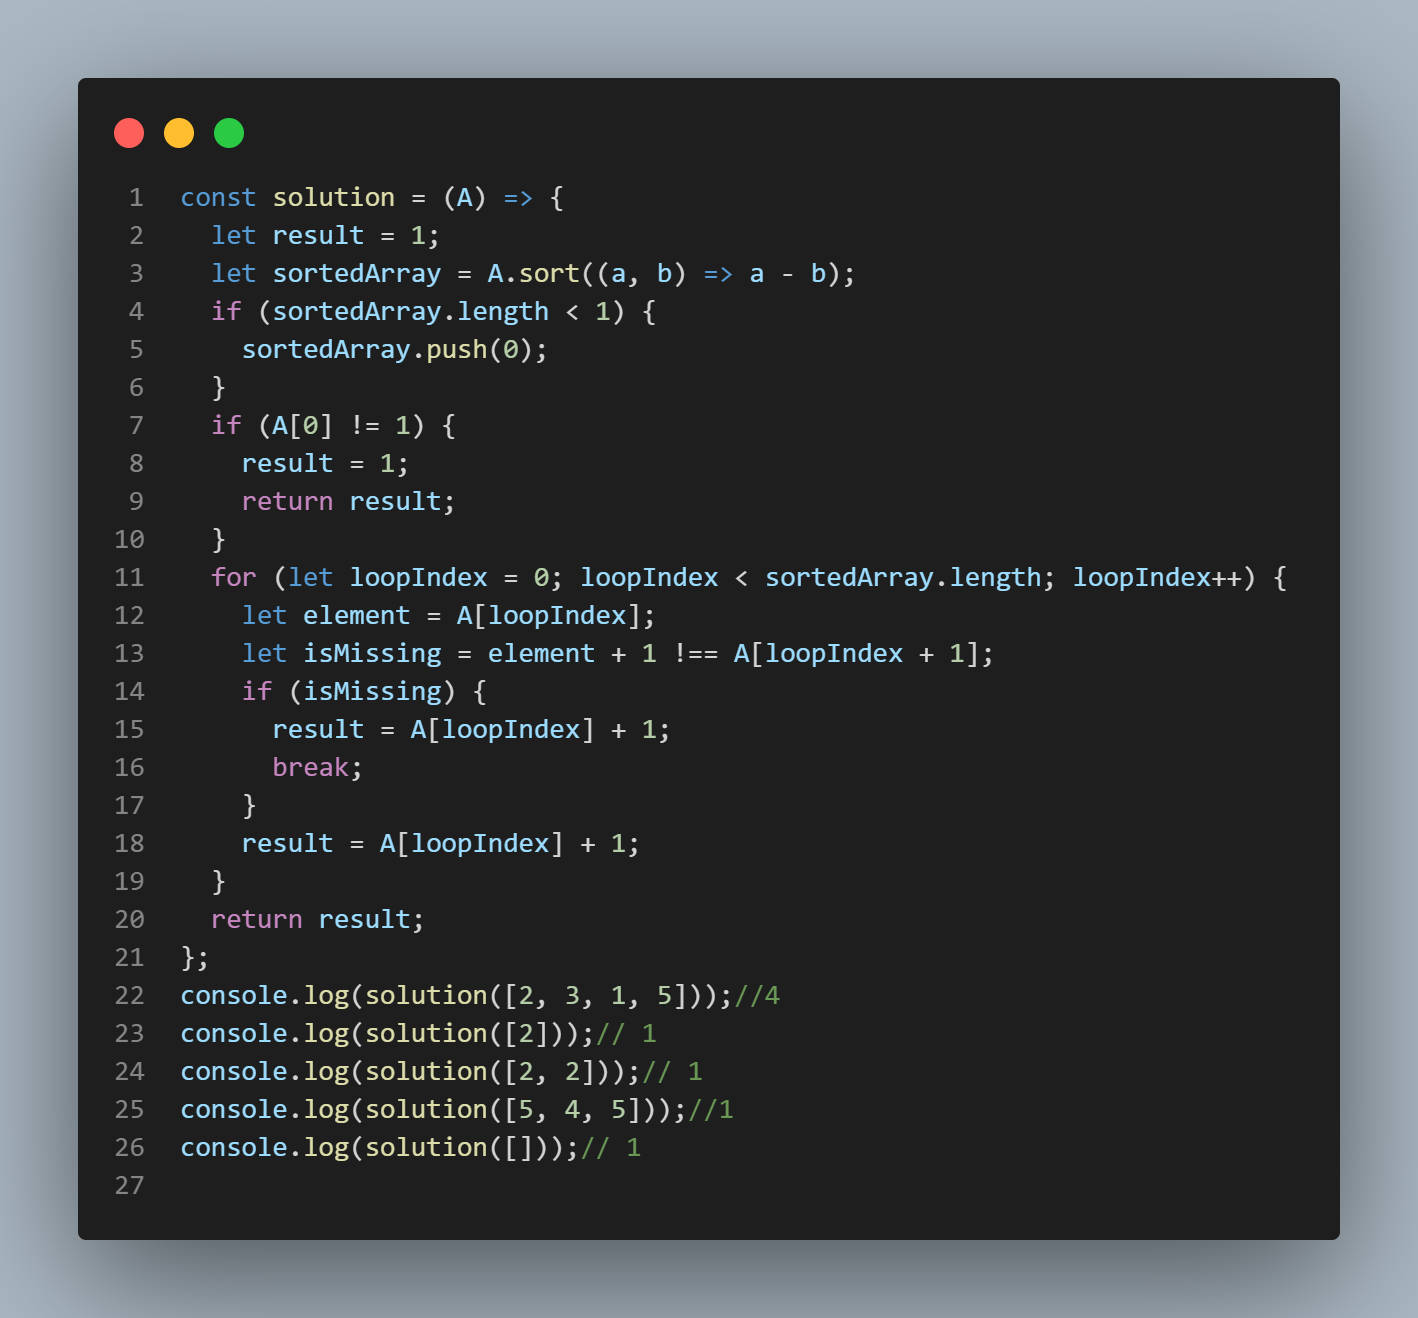 1 const solution = (A) => {
2   let result = 1;
3   let sortedArray = A.sort((a, b) => a - b);
4   if (sortedArray.length < 1) {
5     sortedArray.push(0);
6   }
7   if (A[0] != 1) {
8     result = 1;
9     return result;
10   }
11   for (let loopIndex = 0; loopIndex < sortedArray.length; loopIndex++) {
12     let element = A[loopIndex];
13     let isMissing = element + 1 !== A[loopIndex + 1];
14     if (isMissing) {
15       result = A[loopIndex] + 1;
16       break;
17     }
18     result = A[loopIndex] + 1;
19   }
20   return result;
21 };
22 console.log(solution([2, 3, 1, 5]));//4
23 console.log(solution([2]));// 1
24 console.log(solution([2, 2]));// 1
25 console.log(solution([5, 4, 5]));//1
26 console.log(solution([]));// 1
27